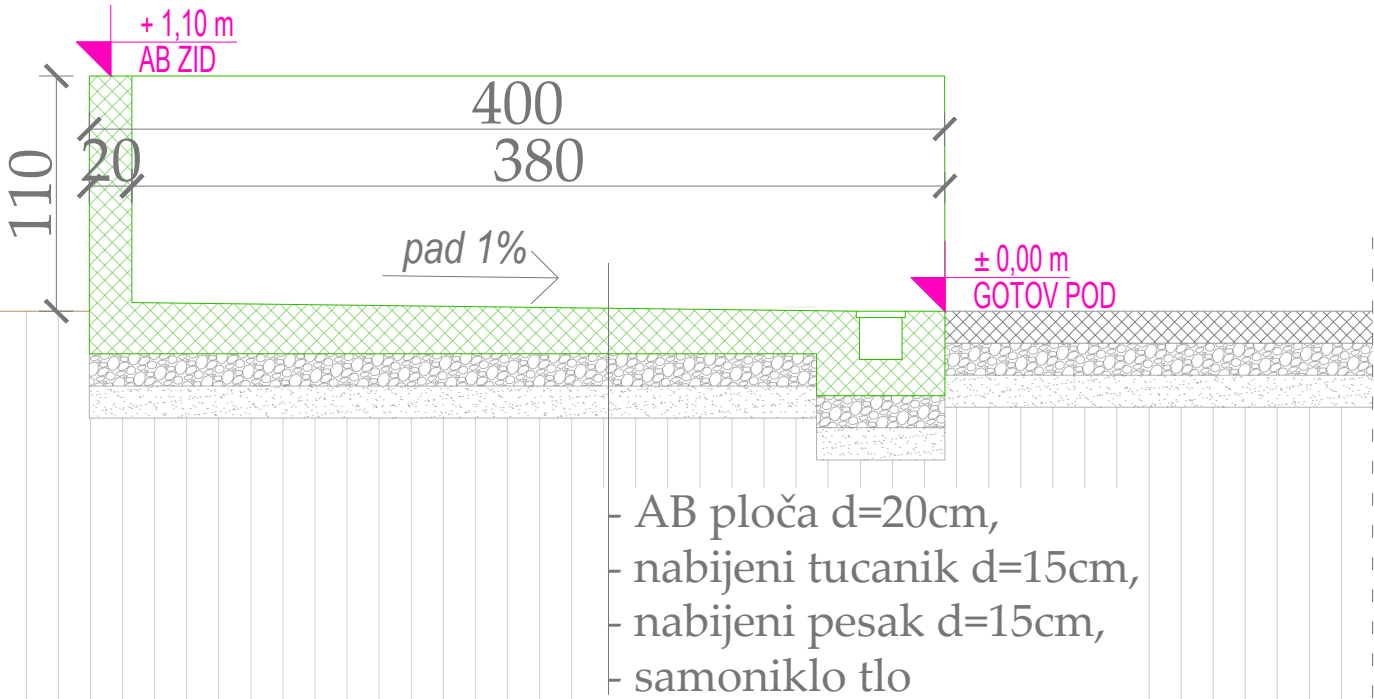 + 1,10 m
AB ZID
400
20
380
110
pad 1%
± 0,00 m
GOTOV POD
- AB ploča d=20cm,
- nabijeni tucanik d=15cm,
- nabijeni pesak d=15cm,
- samoniklo tlo